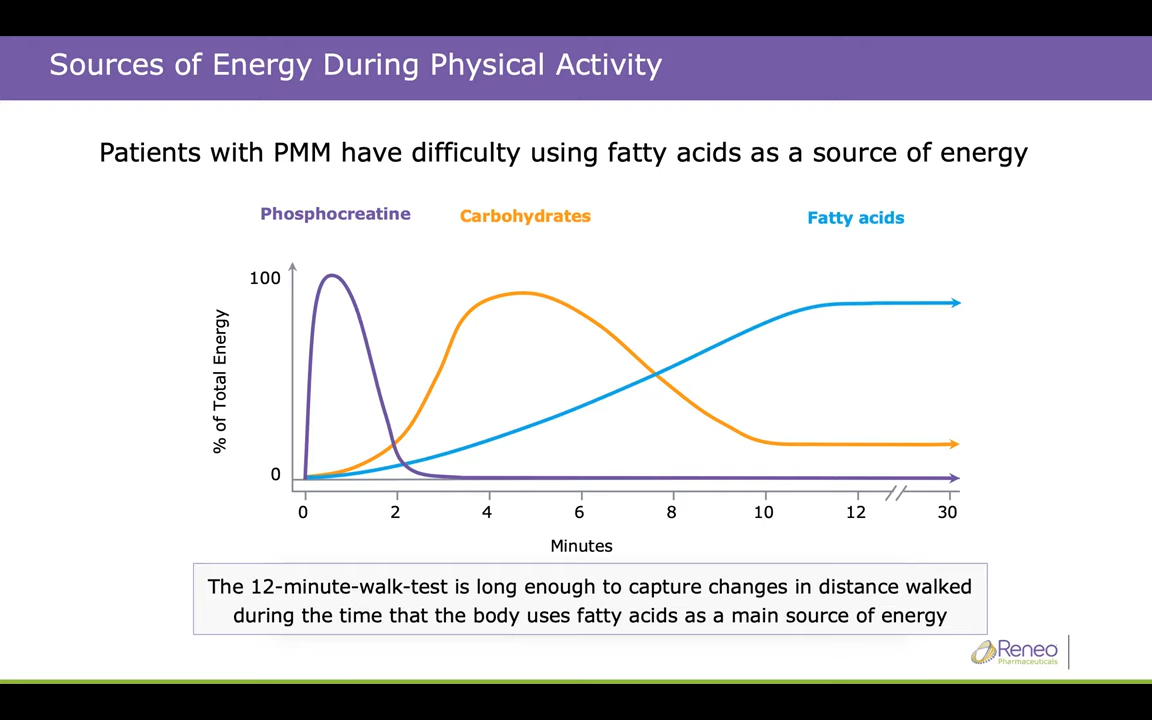 Sources of Energy During Physical Activity
Patients with PMM have difficulty using fatty acids as a source of energy
Phosphocreatine
Carbohydrates
Fatty acids
100
% of Total Energy
0
0 2 4 6 8 10 12 30
Minutes
The 12-minute-walk-test is long enough to capture changes in distance walked
during the time that the body uses fatty acids as a main source of energy
Reneo
Pharmaceuticals